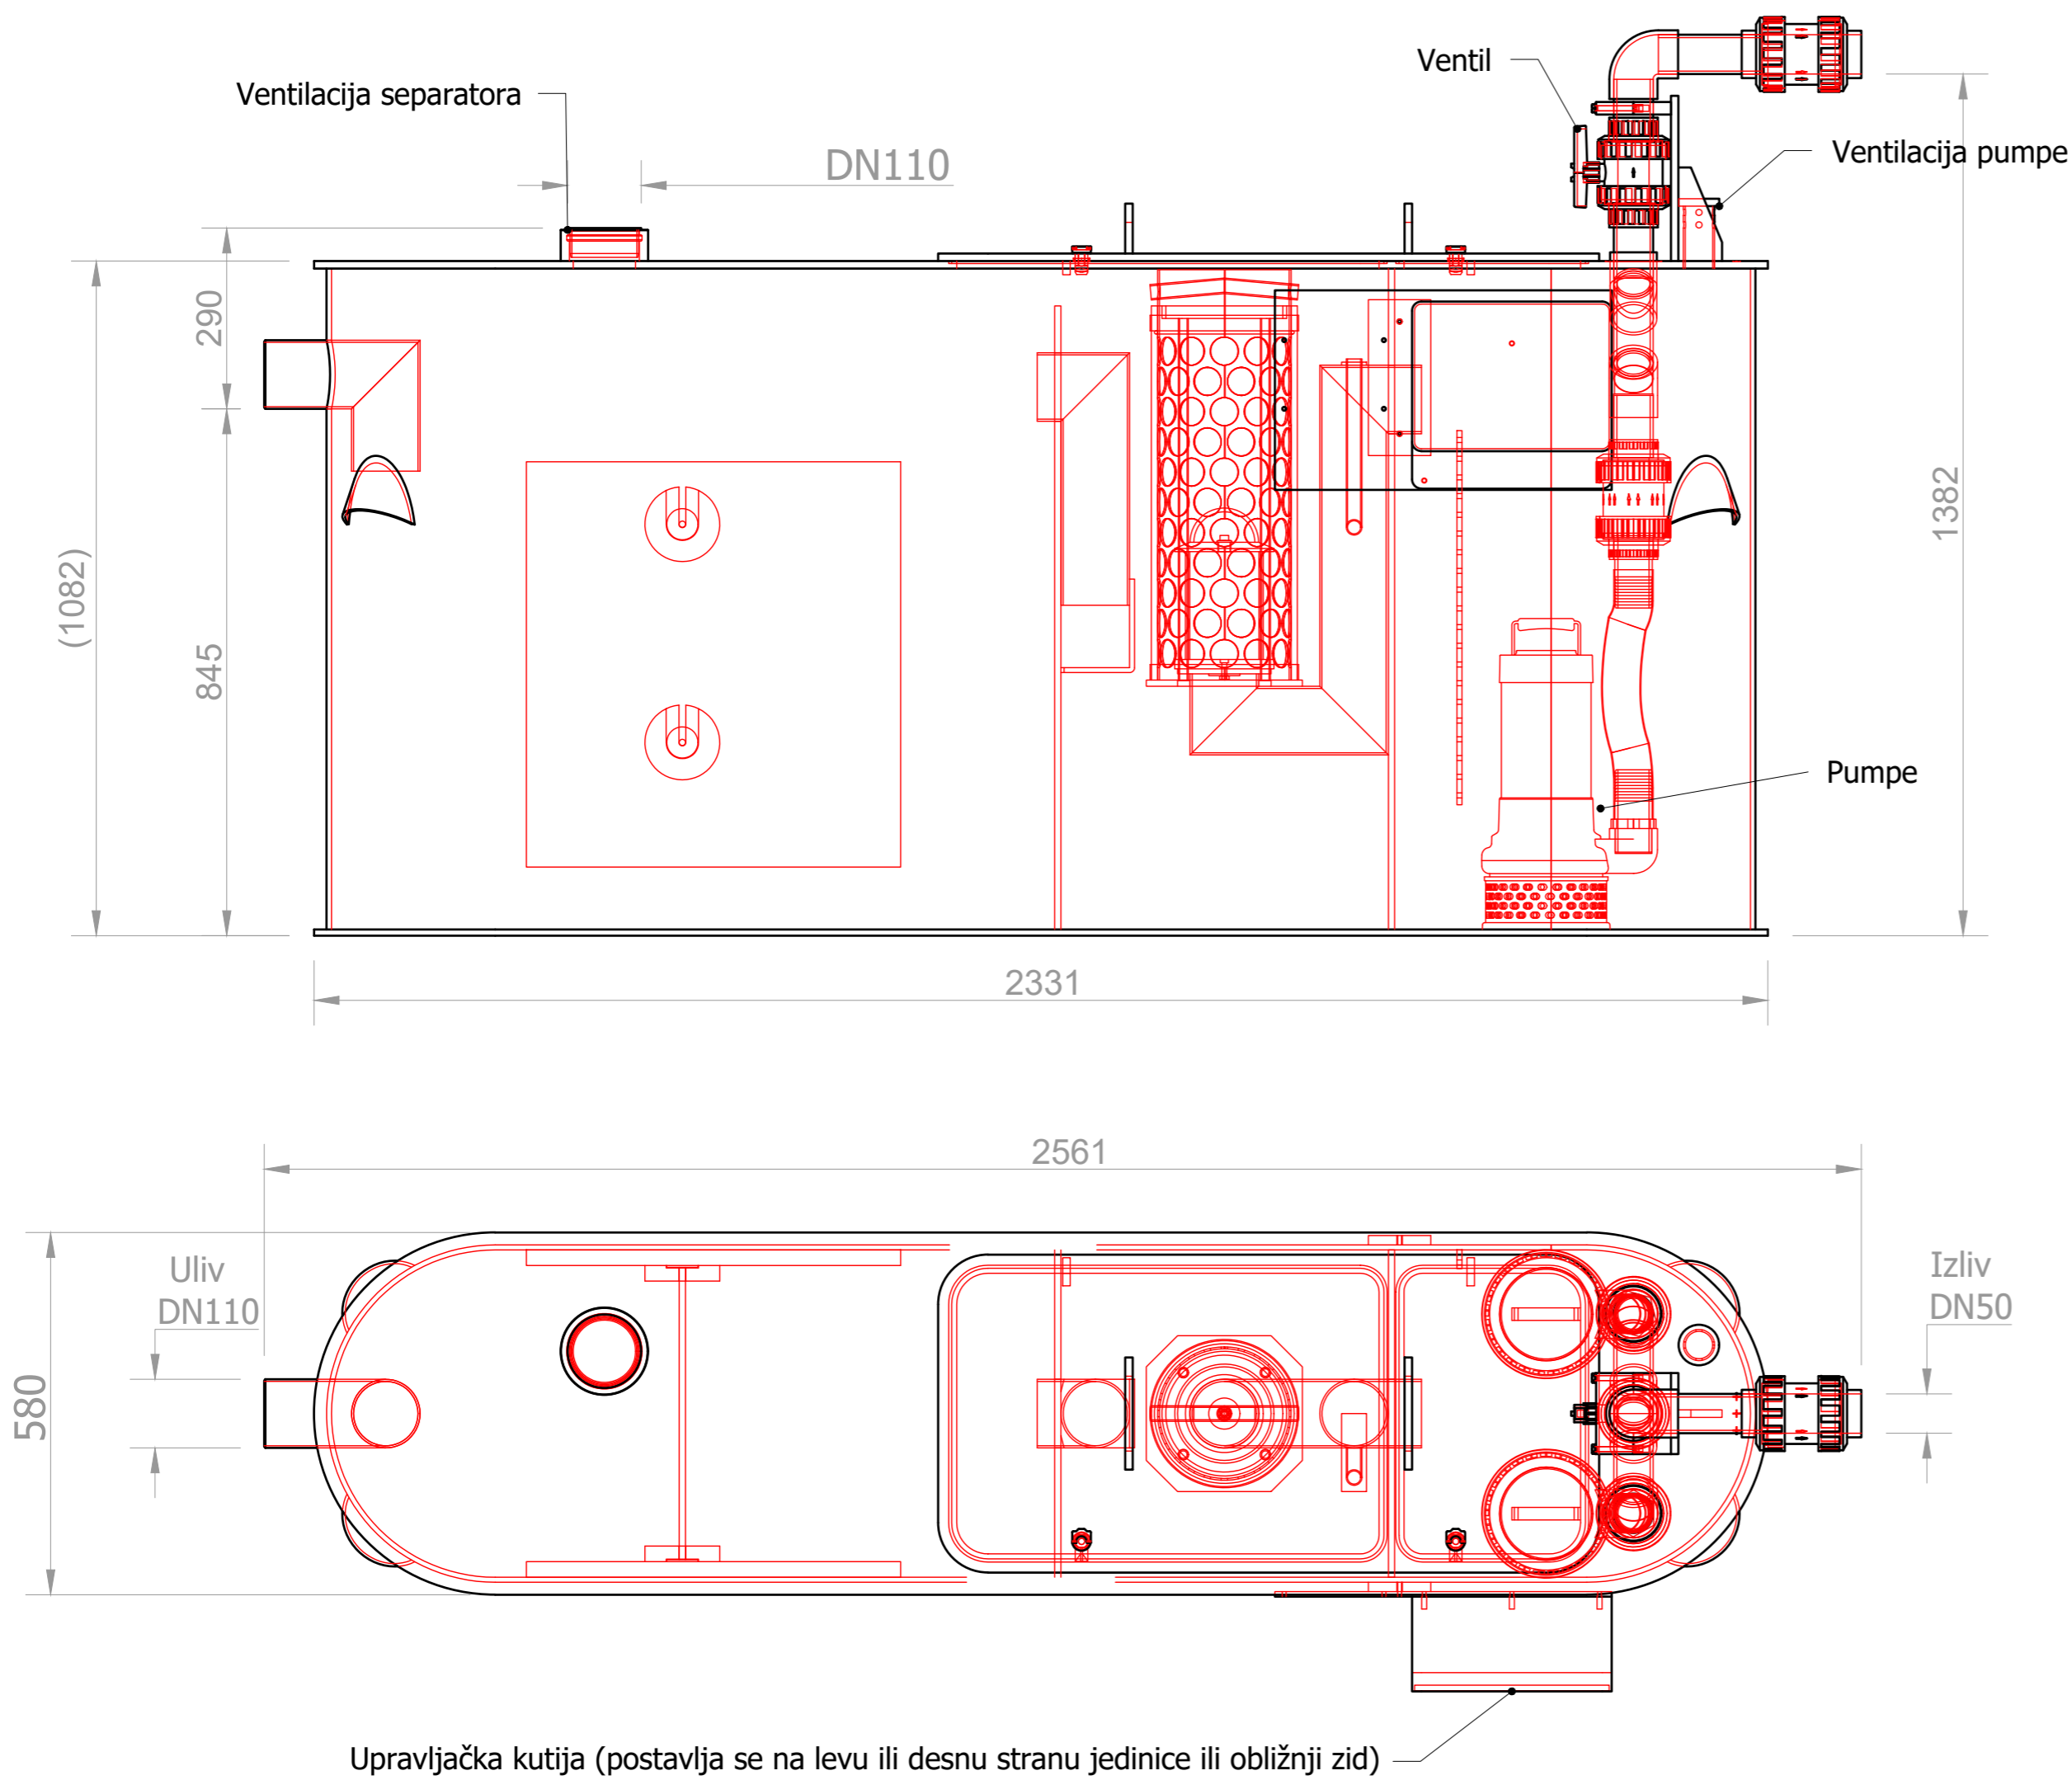 Ventil
Ventilacija separatora
DN110
Ventilacija pumpe
290
(1082)
845
1382
Pumpe
2331
2561
Uliv
DN110
Izliv
DN50
580
Upravljačka kutija (postavlja se na levu ili desnu stranu jedinice ili obližnji zid)